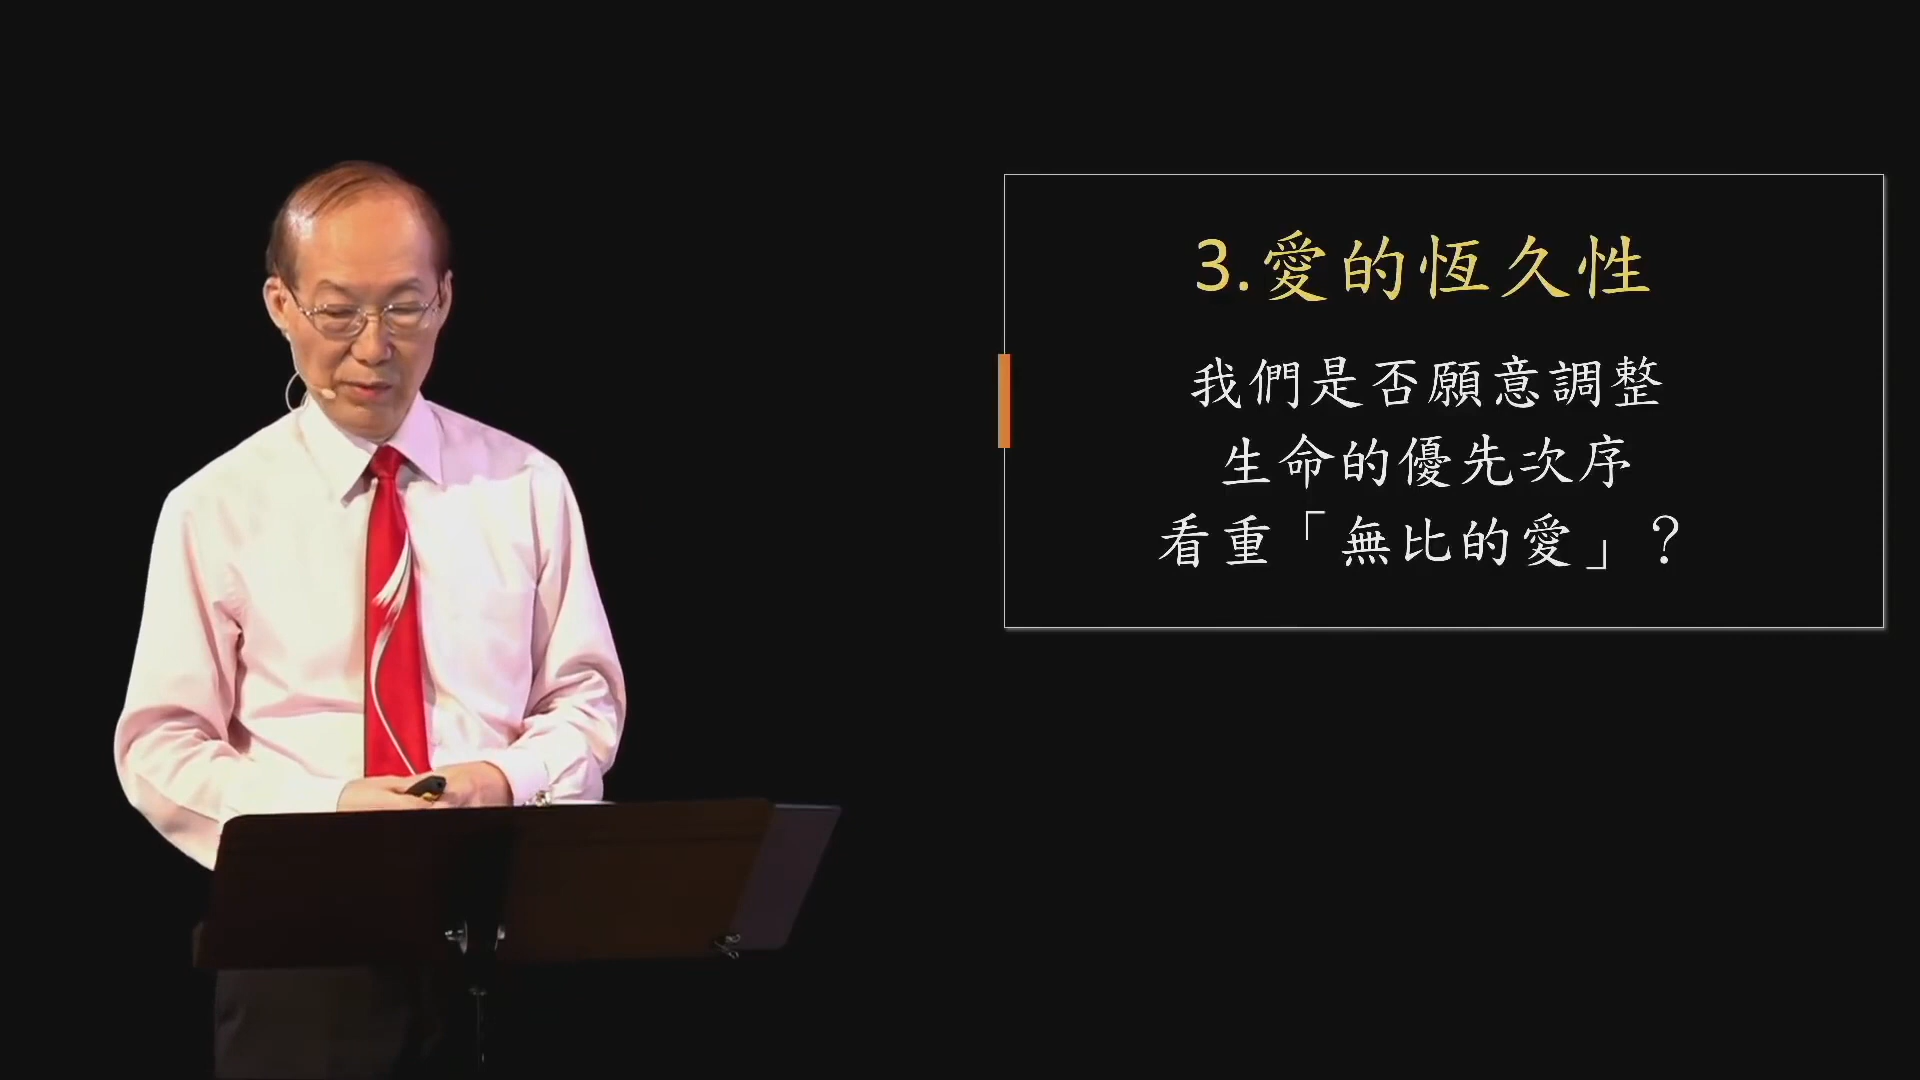 3.愛的恆久性
我們是否願意調整
生命的優先次序
看重「無比的愛」？